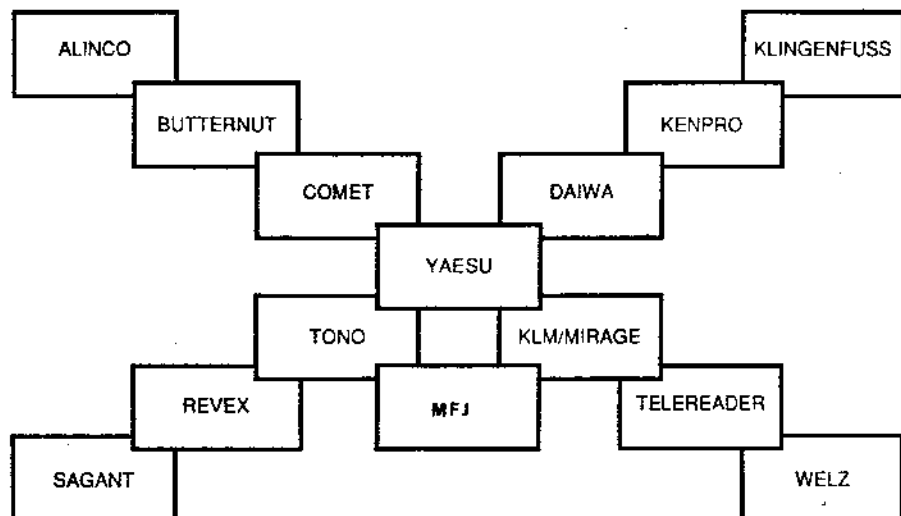 ALINCO
KLINGENFUSS
BUTTERNUT
KENPRO
COMET
DAIWA
YAESU
TONO
KLM/MIRAGE
REVEX
MFJ
TELEREADER
SAGANT
WELZ